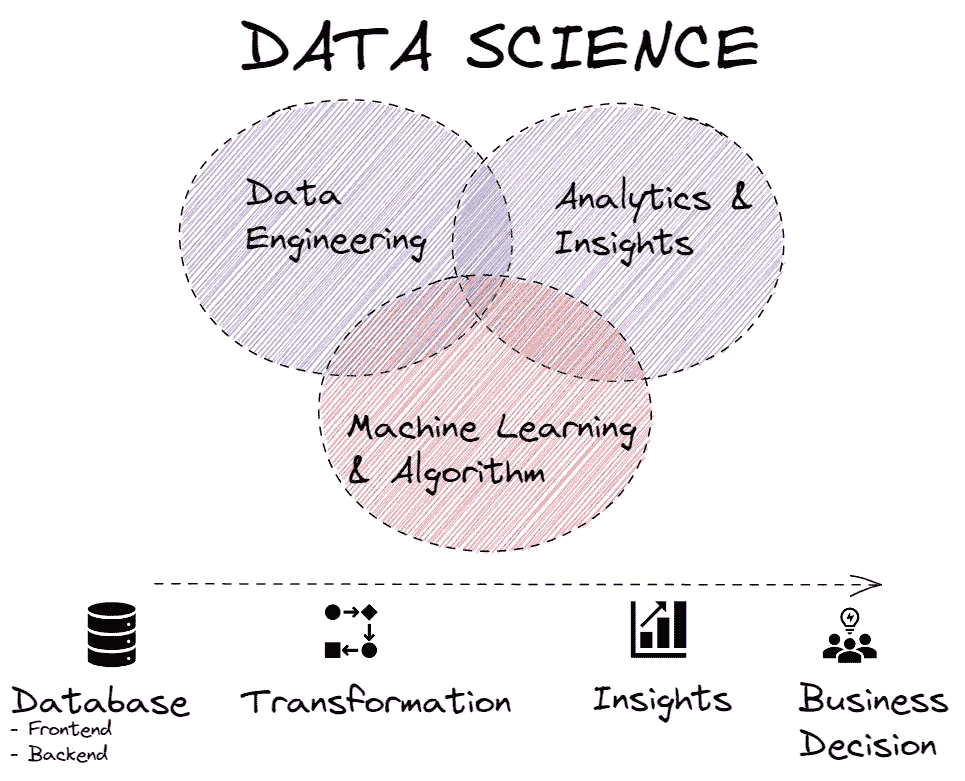 DATA SCIENCE
Data
Engineering
Analytics &
Insights
Machine Learning
& Algorithm
Database
- Frontend
- Backend
Transformation
Insights
Business
Decision